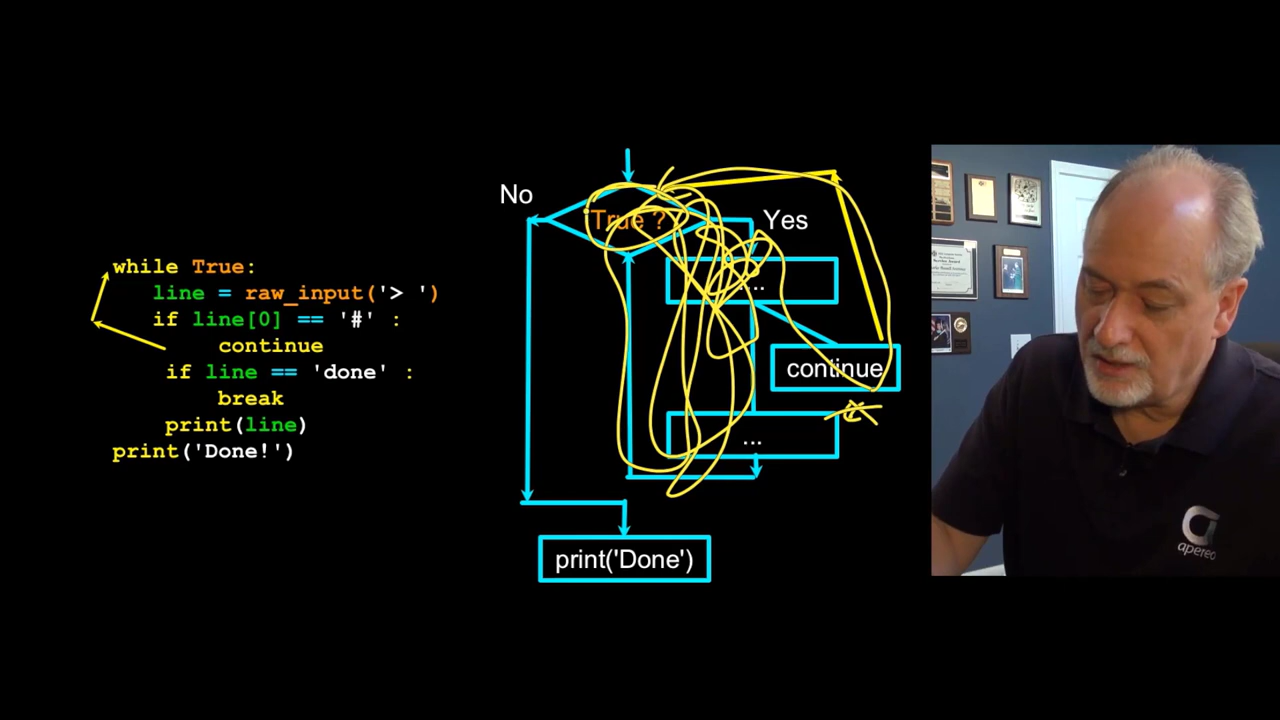 while True:
line = raw_input('> ')
if line[0] == '#' :
continue
if line == 'done' :
break
print(line)
print('Done!')
No
True ?
Yes
....
continue
...
print('Done')
apereo